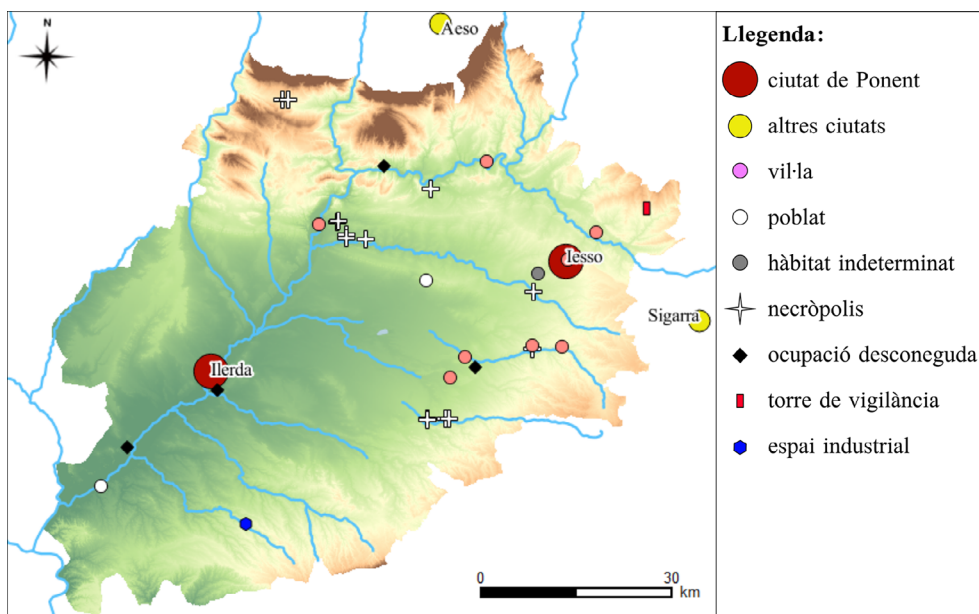 N
Aeso
Iesso
Sigarra
Ilerda
0 30
km
Llegenda:
ciutat de Ponent
altres ciutats
vil·la
poblat
hàbitat indeterminat
necròpolis
ocupació desconeguda
torre de vigilància
espai industrial